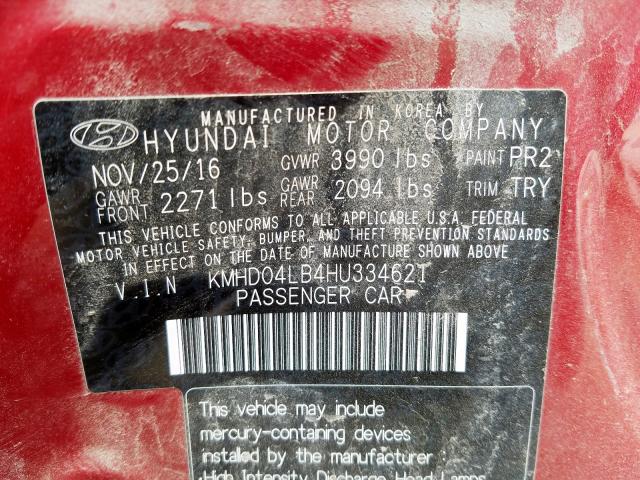 MANUFACTURED IN KOREA BY
HYUNDAI MOTOR COMPANY
NOV/25/16 GVWR 3990 lbs PAINT PR2
GAWR FRONT 2271 lbs GAWR REAR 2094 lbs TRIM TRY
THIS VEHICLE CONFORMS TO ALL APPLICABLE U.S.A. FEDERAL
MOTOR VEHICLE SAFETY, BUMPER, AND THEFT PREVENTION STANDARDS
IN EFFECT ON THE DATE OF MANUFACTURE SHOWN ABOVE.
V.I.N KMHD04LB4HU334621
PASSENGER CAR
This vehicle may include
mercury-containing devices
installed by the manufacturer :
High Intensity Discharge Head Lamps